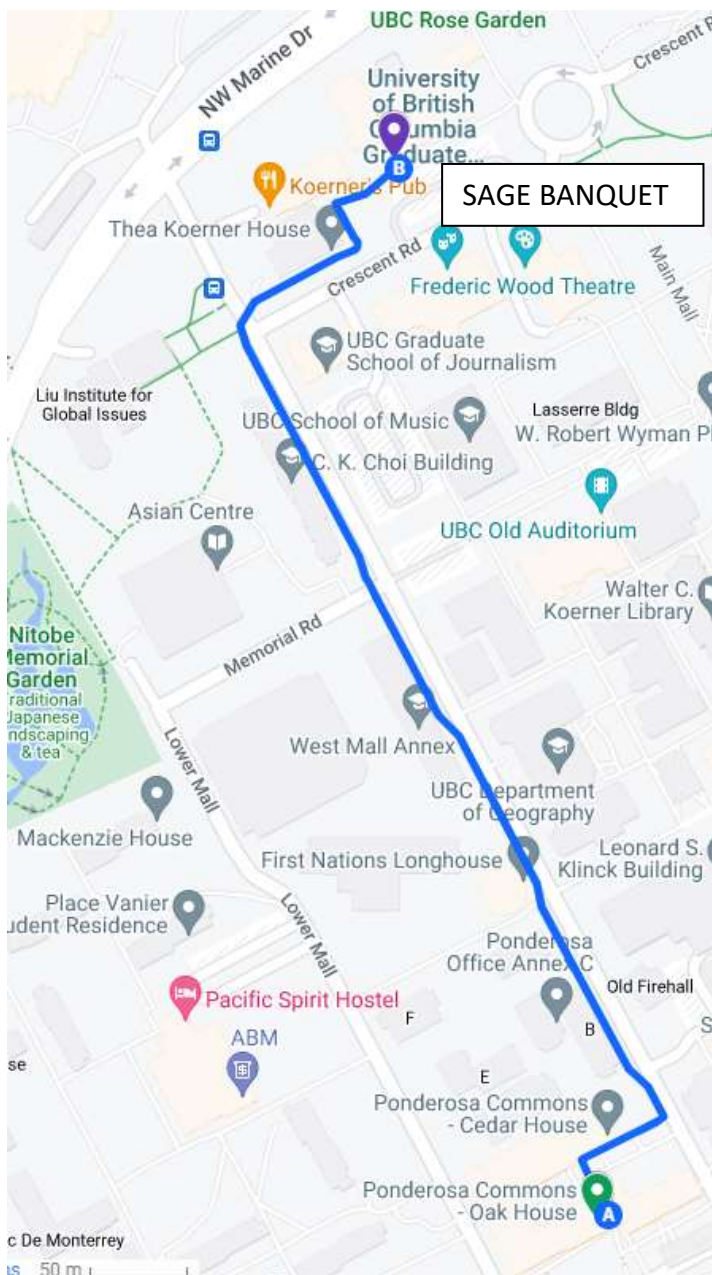 UBC Rose Garden
Crescent R
NW Marine Dr
University
of British
Columbia
Graduate...
B
Koerner's Pub
SAGE BANQUET
Thea Koerner House
Crescent Rd
Frederic Wood Theatre
Main Mall
UBC Graduate
School of Journalism
Liu Institute for
Global Issues
UBC School of Music
Lasserre Bldg
W. Robert Wyman Pl
C. K. Choi Building
Asian Centre
UBC Old Auditorium
Walter C.
Koerner Library
Nitobe
Memorial
Garden
raditional
Japanese
ndscaping
& tea
Memorial Rd
West Mall Annex
Lower Mall
UBC Department
of Geography
Mackenzie House
First Nations Longhouse
Leonard S.
Klinck Building
Place Vanier
udent Residence
Lower Mall
Ponderosa
Office Annex C
Old Firehall
Pacific Spirit Hostel
F
B
S
ABM
se
E
Ponderosa Commons
- Cedar House
Ponderosa Commons
- Oak House
A
c De Monterrey
50 m